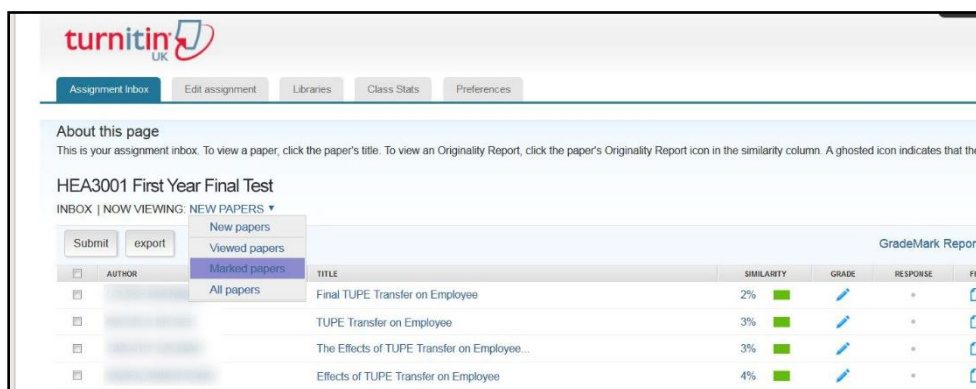 turnitin
UK
Assignment Inbox Edit assignment Libraries Class Stats Preferences
About this page
This is your assignment inbox. To view a paper, click the paper's title. To view an Originality Report, click the paper's Originality Report icon in the similarity column. A ghosted icon indicates that the
HEA3001 First Year Final Test
INBOX | NOW VIEWING: NEW PAPERS ▼
New papers
Submit export Viewed papers GradeMark Repor
AUTHOR Marked papers TITLE SIMILARITY GRADE RESPONSE
All papers Final TUPE Transfer on Employee 2%
TUPE Transfer on Employee 3%
The Effects of TUPE Transfer on Employee... 3%
Effects of TUPE Transfer on Employee 4%